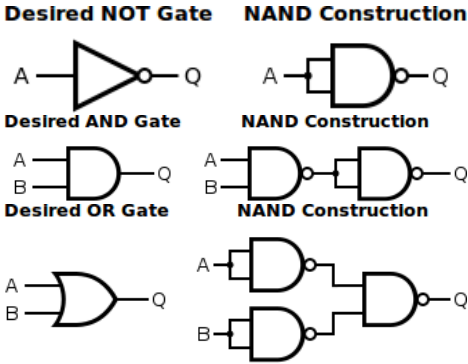 Desired NOT Gate NAND Construction
A Q A Q
Desired AND Gate NAND Construction
A A
Q Q
B B
Desired OR Gate NAND Construction
A
A
Q Q
B
B